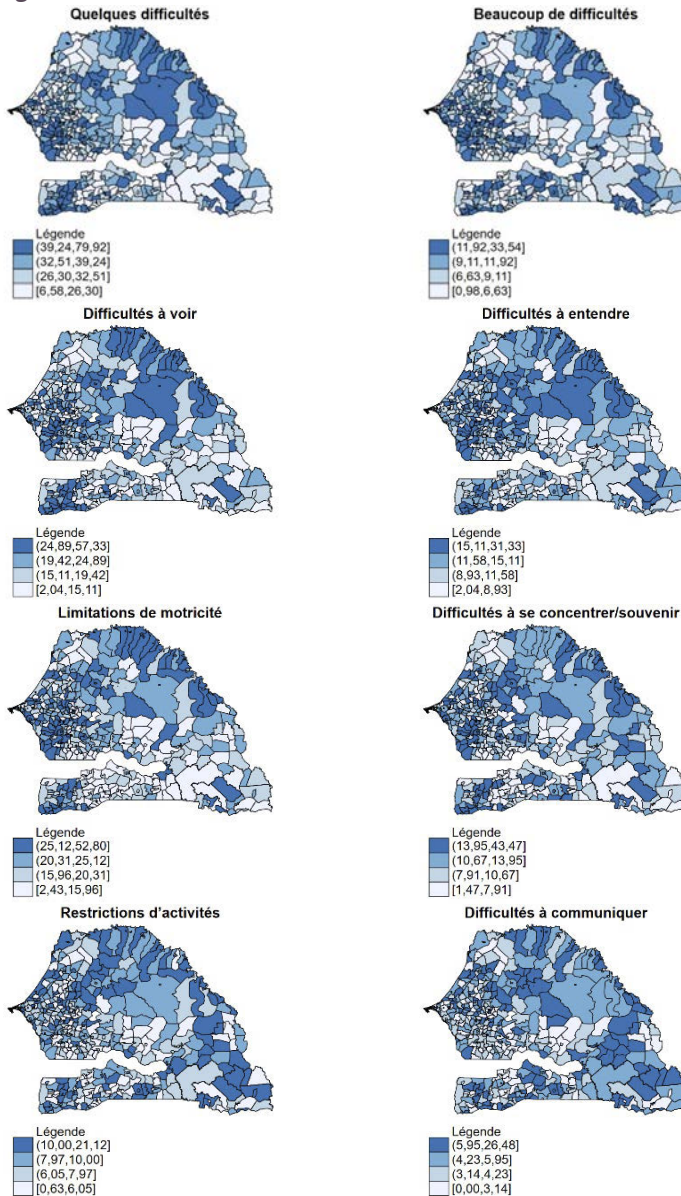 Quelques difficultés
Légende
(39,24,79,92]
(32,51,39,24]
(26,30,32,51]
[6,58,26,30]
Beaucoup de difficultés
Légende
(11,92,33,54]
(9,11,11,92]
(6,63,9,11]
[0,98,6,63]
Difficultés à voir
Légende
(24,89,57,33]
(19,42,24,89]
(15,11,19,42]
[2,04,15,11]
Difficultés à entendre
Légende
(15,11,31,33]
(11,58,15,11]
(8,93,11,58]
[2,04,8,93]
Limitations de motricité
Légende
(25,12,52,80]
(20,31,25,12]
(15,96,20,31]
[2,43,15,96]
Difficultés à se concentrer/souvenir
Légende
(13,95,43,47]
(10,67,13,95]
(7,91,10,67]
[1,47,7,91]
Restrictions d'activités
Légende
(10,00,21,12]
(7,97,10,00]
(6,05,7,97]
[0,63,6,05]
Difficultés à communiquer
Légende
(5,95,26,48]
(4,23,5,95]
(3,14,4,23]
[0,00,3,14]